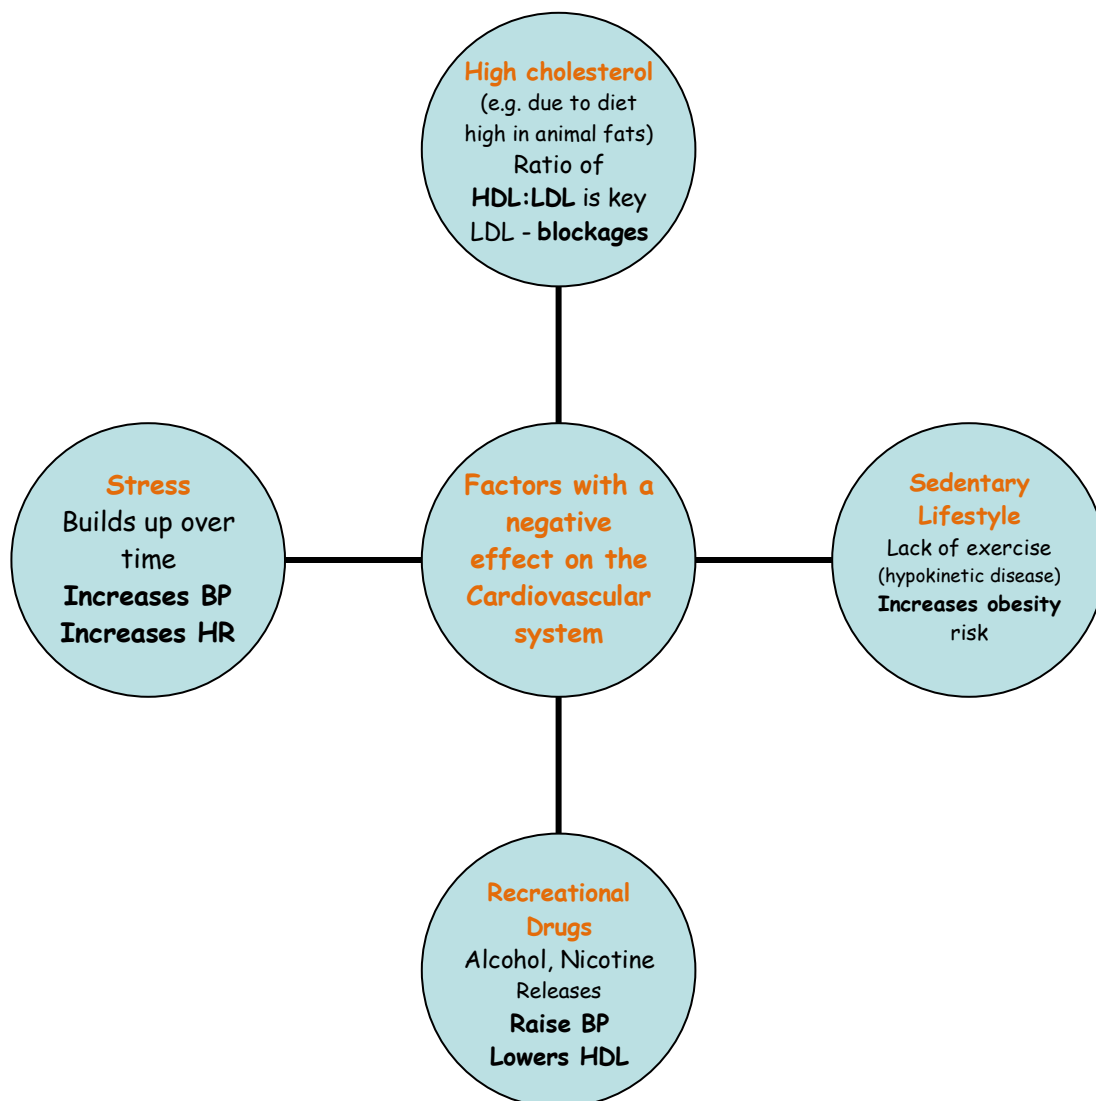 High cholesterol
(e.g. due to diet
high in animal fats)
Ratio of
HDL:LDL is key
LDL - blockages
Stress
Builds up over
time
Increases BP
Increases HR
Factors with a
negative
effect on the
Cardiovascular
system
Sedentary
Lifestyle
Lack of exercise
(hypokinetic disease)
Increases obesity
risk
Recreational
Drugs
Alcohol, Nicotine
Releases
Raise BP
Lowers HDL